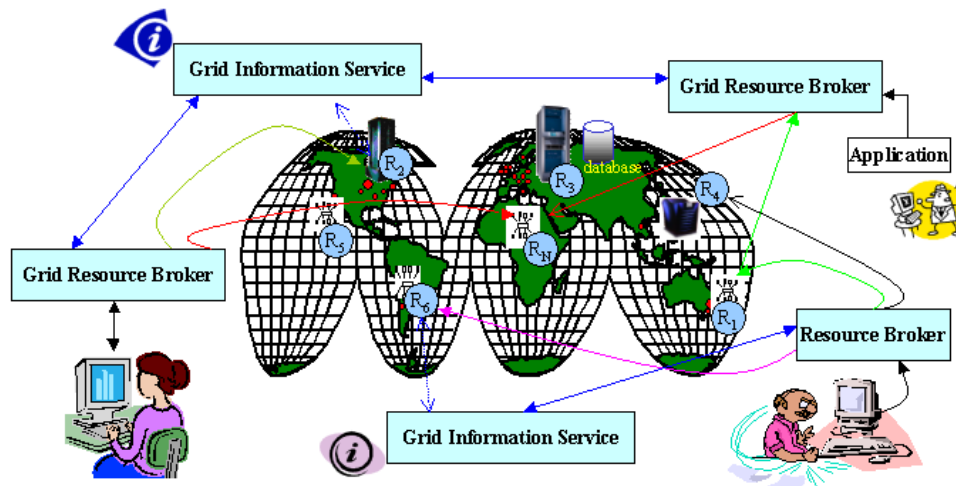 Grid Information Service
Grid Resource Broker
Application
database
R2
R3
R4
R5
RN
R6
R1
Grid Resource Broker
Resource Broker
Grid Information Service